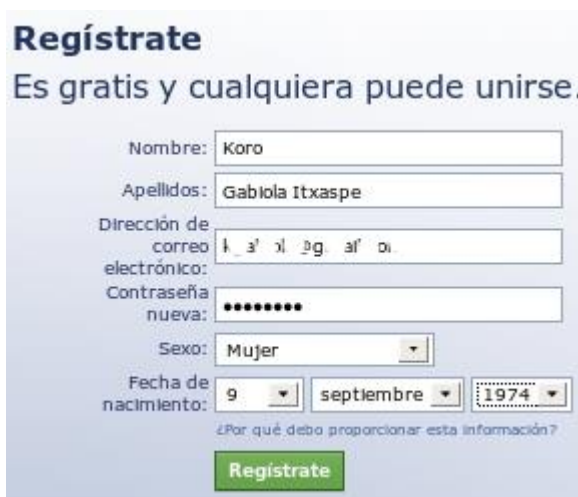 Regístrate
Es gratis y cualquiera puede unirse.
Nombre: Koro
Apellidos: Gabiola Itxaspe
Dirección de
correo
electrónico:
Contraseña
nueva: ●●●●●●●●
Sexo: Mujer
Fecha de
nacimiento: 9 septiembre 1974
¿Por qué debo proporcionar esta información?
Regístrate